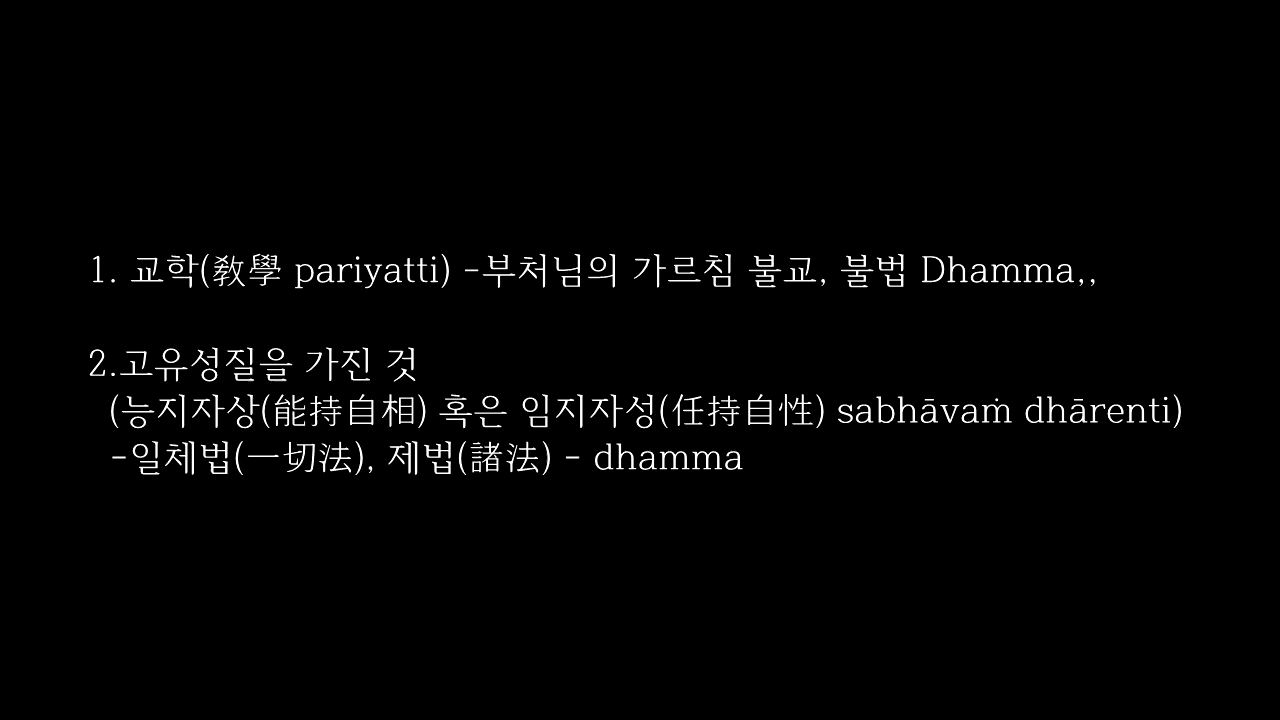 1. 교학(敎學 pariyatti) -부처님의 가르침 불교, 불법 Dhamma,,
2.고유성질을 가진 것
(능지자상(能持自相) 혹은 임지자성(任持自性) sabhāvaṁ dhārenti)
-일체법(一切法), 제법(諸法) - dhamma